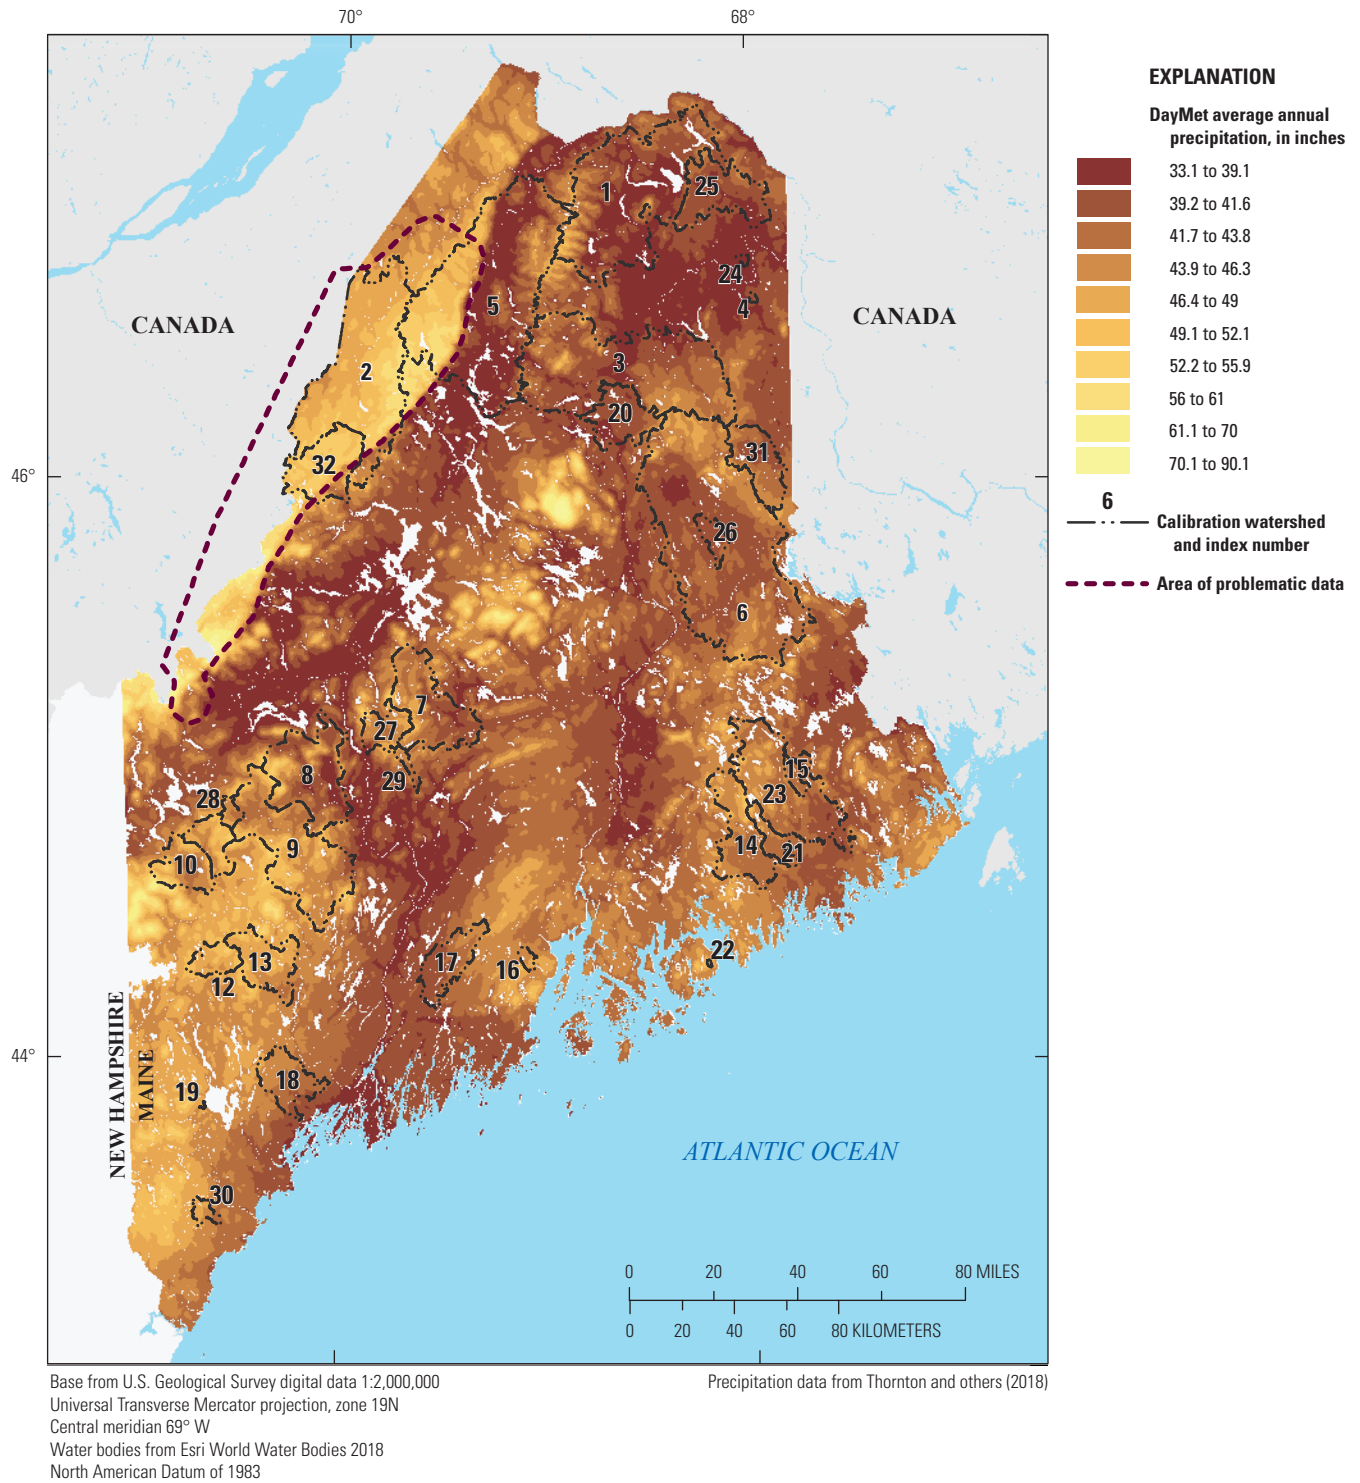 70°
68°
EXPLANATION
DayMet average annual
precipitation, in inches
33.1 to 39.1
39.2 to 41.6
41.7 to 43.8
43.9 to 46.3
46.4 to 49
49.1 to 52.1
52.2 to 55.9
56 to 61
61.1 to 70
70.1 to 90.1
6
Calibration watershed
and index number
Area of problematic data
1
25
24
4
5
CANADA
CANADA
3
2
20
31
32
46°
26
6
7
27
8
29
15
28
23
9
14
21
10
17
16
22
13
12
44°
NEW HAMPSHIRE
MAINE
18
19
ATLANTIC OCEAN
30
0 20 40 60 80 MILES
0 20 40 60 80 KILOMETERS
Base from U.S. Geological Survey digital data 1:2,000,000
Universal Transverse Mercator projection, zone 19N
Central meridian 69° W
Water bodies from Esri World Water Bodies 2018
North American Datum of 1983
Precipitation data from Thornton and others (2018)